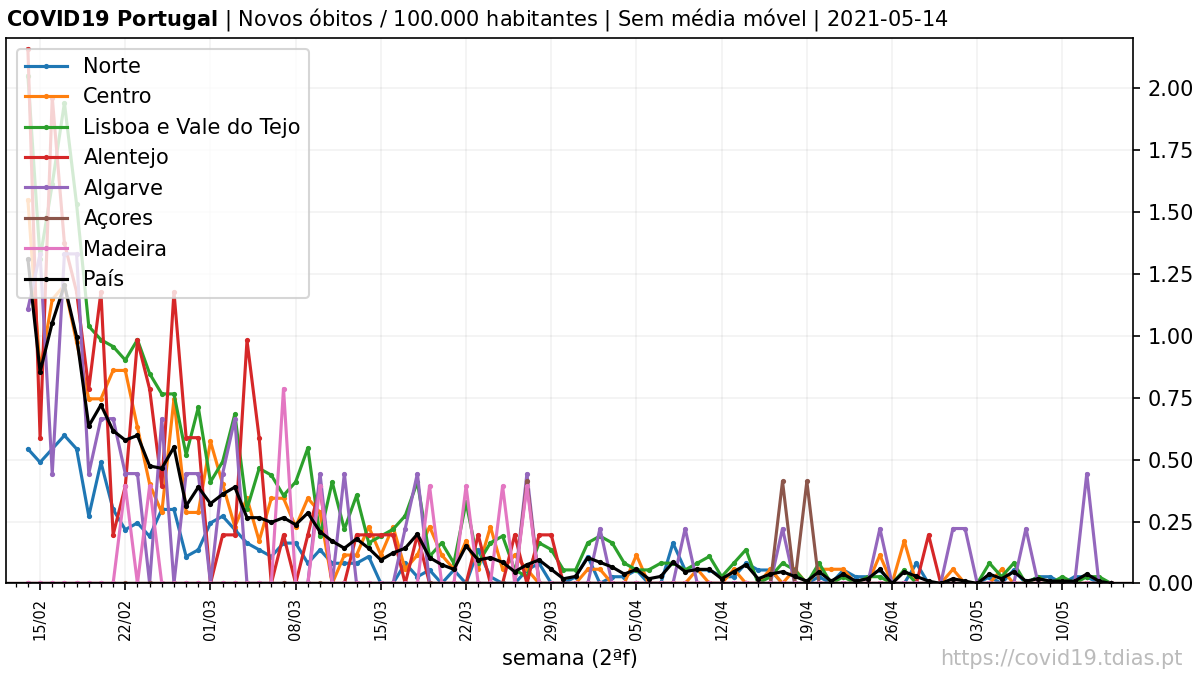 COVID19 Portugal | Novos óbitos / 100.000 habitantes | Sem média móvel | 2021-05-14
Norte
Centro
Lisboa e Vale do Tejo
Alentejo
Algarve
Açores
Madeira
País
2.00
1.75
1.50
1.25
1.00
0.75
0.50
0.25
0.00
15/02
22/02
01/03
08/03
15/03
22/03
29/03
05/04
12/04
19/04
26/04
03/05
10/05
semana (2ªf)
https://covid19.tdias.pt